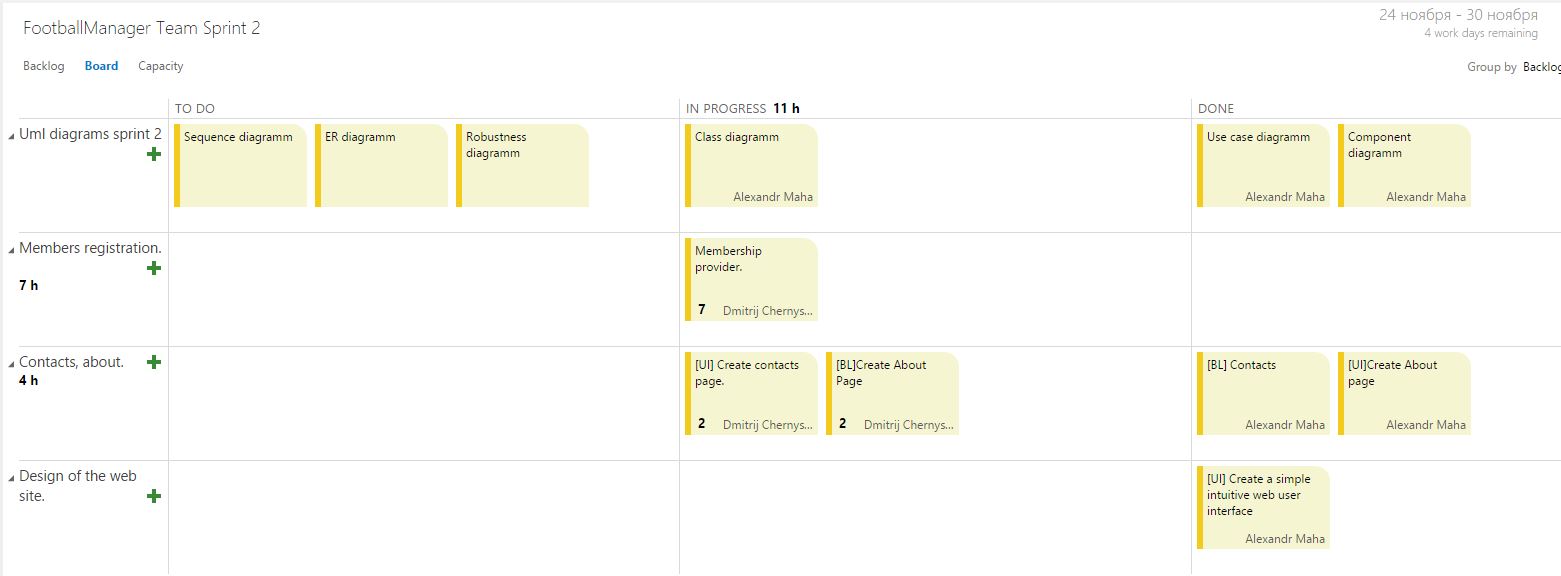 FootballManager Team Sprint 2
24 ноября - 30 ноября
4 work days remaining
Backlog Board Capacity
Group by Backlog
TO DO
IN PROGRESS 11 h
DONE
Uml diagrams sprint 2
Sequence diagramm
ER diagramm
Robustness
diagramm
Class diagramm
Alexandr Maha
Use case diagramm
Alexandr Maha
Component
diagramm
Alexandr Maha
Members registration.
7 h
Membership
provider.
7 Dmitrij Chernys...
Contacts, about.
4 h
[UI] Create contacts
page.
2 Dmitrij Chernys...
[BL]Create About
Page
2 Dmitrij Chernys...
[BL] Contacts
Alexandr Maha
[UI]Create About
page
Alexandr Maha
Design of the web
site.
[UI] Create a simple
intuitive web user
interface
Alexandr Maha